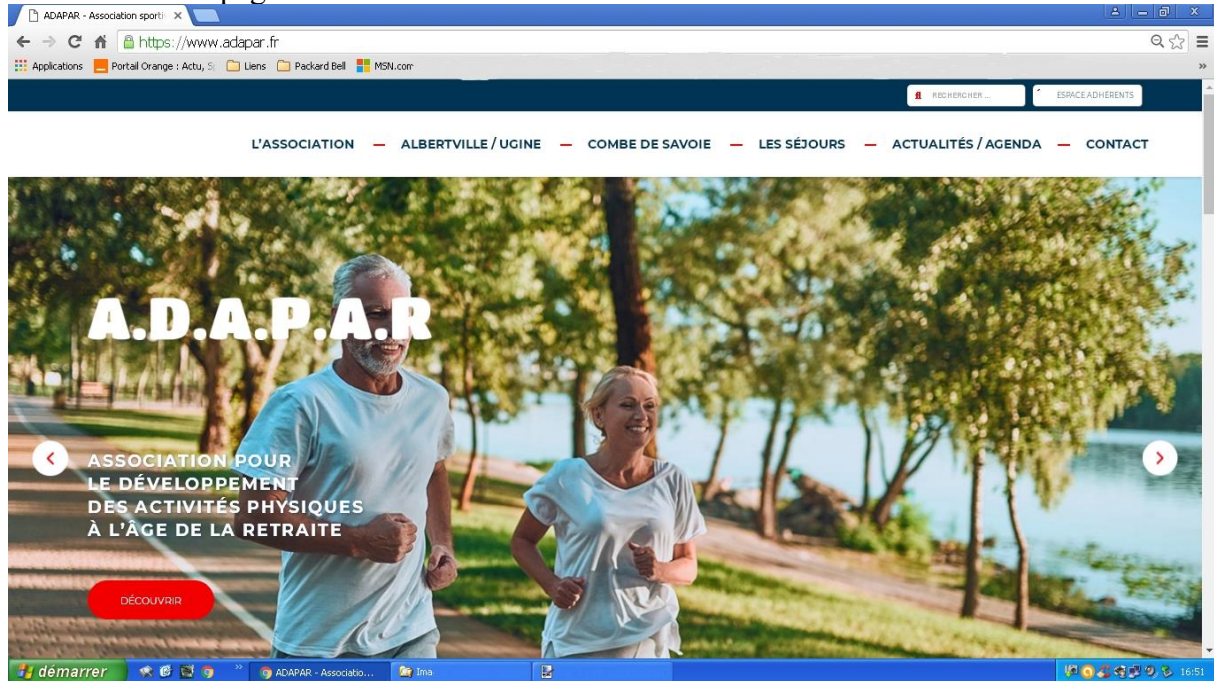 ADAPAR - Association sporti
https://www.adapar.fr
Applications Portail Orange : Actu, S Liens Packard Bell MSN.com
RECHERCHER ... ESPACE ADHÉRENTS
L'ASSOCIATION — ALBERTVILLE / UGINE — COMBE DE SAVOIE — LES SÉJOURS — ACTUALITÉS / AGENDA — CONTACT
A.D.A.P.A.R
ASSOCIATION POUR
LE DÉVELOPPEMENT
DES ACTIVITÉS PHYSIQUES
À L'ÂGE DE LA RETRAITE
DÉCOUVRIR
démarrer ADAPAR - Associatio... Ima 16:51